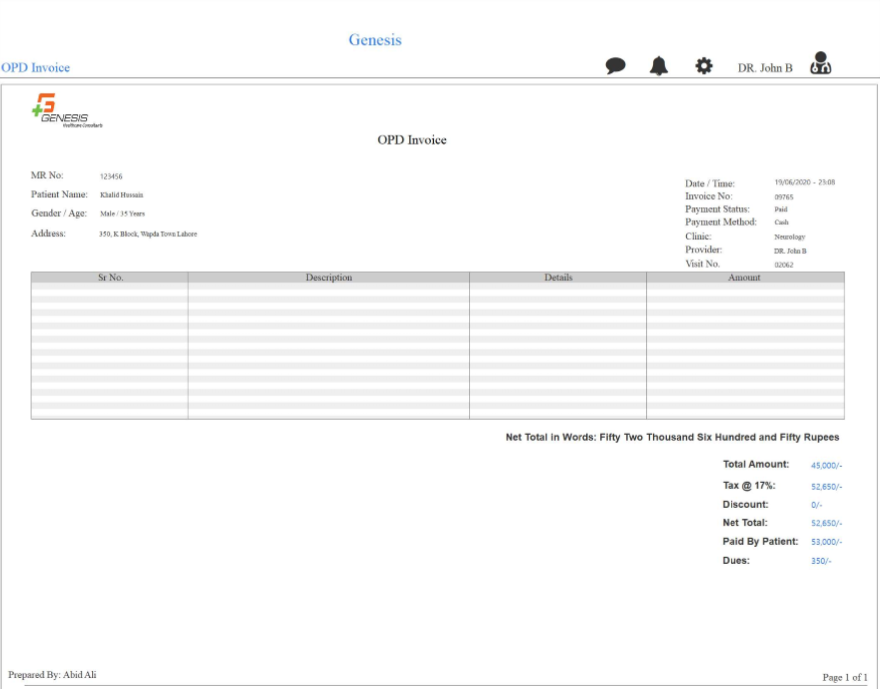 Genesis
OPD Invoice
DR. John B
GENESIS
Healthcare Consultants
OPD Invoice
MR No: 123456
Patient Name: Khalid Hussain
Gender / Age: Male / 35 Years
Address: 350, K Block, Wapda Town Lahore
Date / Time: 19/06/2020 - 23:08
Invoice No: 09765
Payment Status: Paid
Payment Method: Cash
Clinic: Neurology
Provider: DR. John B
Visit No. 02062
Sr No. Description Details Amount
Net Total in Words: Fifty Two Thousand Six Hundred and Fifty Rupees
Total Amount: 45,000/-
Tax @ 17%: 52,650/-
Discount: 0/-
Net Total: 52,650/-
Paid By Patient: 53,000/-
Dues: 350/-
Prepared By: Abid Ali
Page 1 of 1